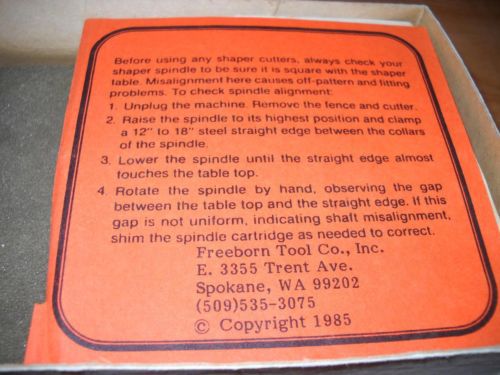 Before using any shaper cutters, always check your
shaper spindle to be sure it is square with the shaper
table. Misalignment here causes off-pattern and fitting
problems. To check spindle alignment:
1. Unplug the machine. Remove the fence and cutter.
2. Raise the spindle to its highest position and clamp
a 12" to 18" steel straight edge between the collars
of the spindle.
3. Lower the spindle until the straight edge almost
touches the table top.
4. Rotate the spindle by hand, observing the gap
between the table top and the straight edge. If this
gap is not uniform, indicating shaft misalignment,
shim the spindle cartridge as needed to correct.
Freeborn Tool Co., Inc.
E. 3355 Trent Ave.
Spokane, WA 99202
(509)535-3075
© Copyright 1985